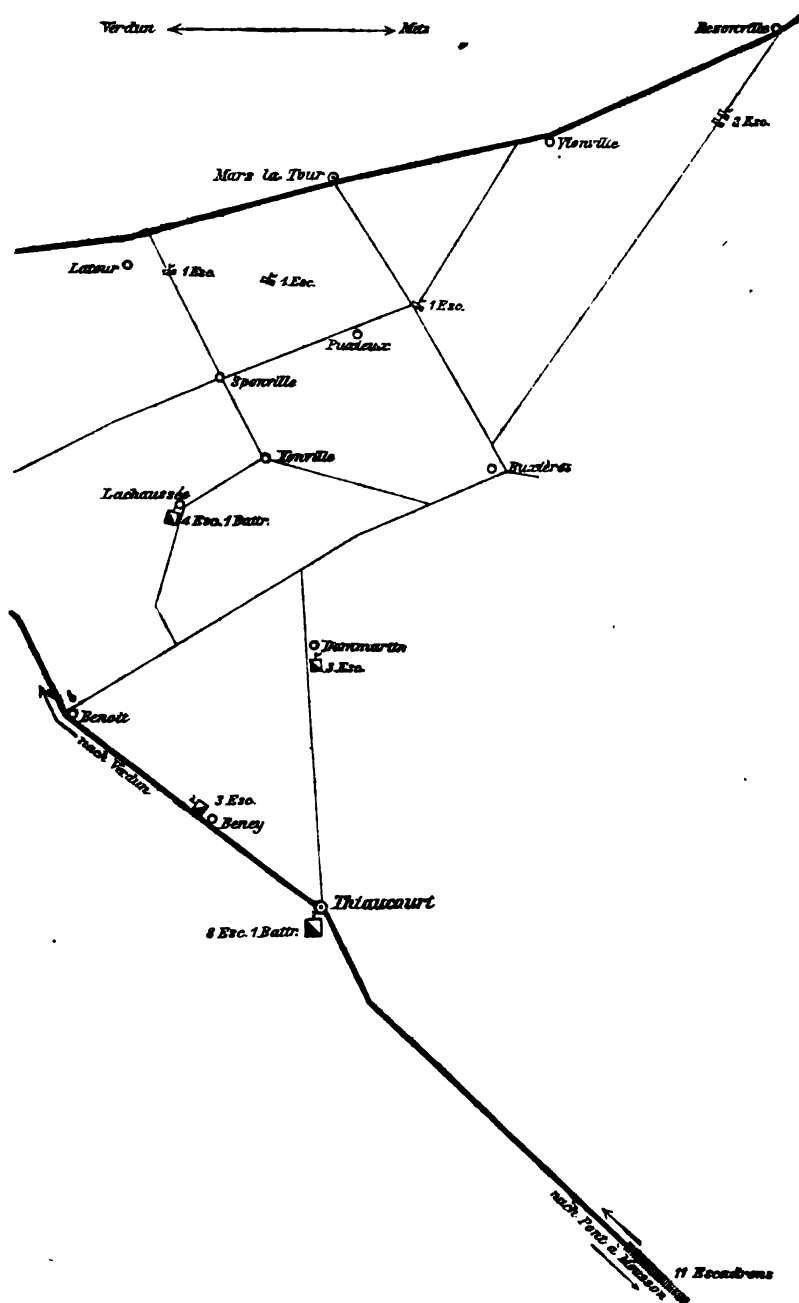 Verdun Metz
Rezonville
2 Esc.
Vionville
Mars la Tour
Latour
1 Esc.
1 Esc.
1 Esc.
Puxieux
Sponville
Xonville
Buxières
Lachaussée
4 Esc. 1 Battr.
Dammartin
3 Esc.
Benoit
nach Verdun
3 Esc.
Beney
Thiaucourt
8 Esc. 1 Battr.
nach Pont à Mousson
11 Escadrons